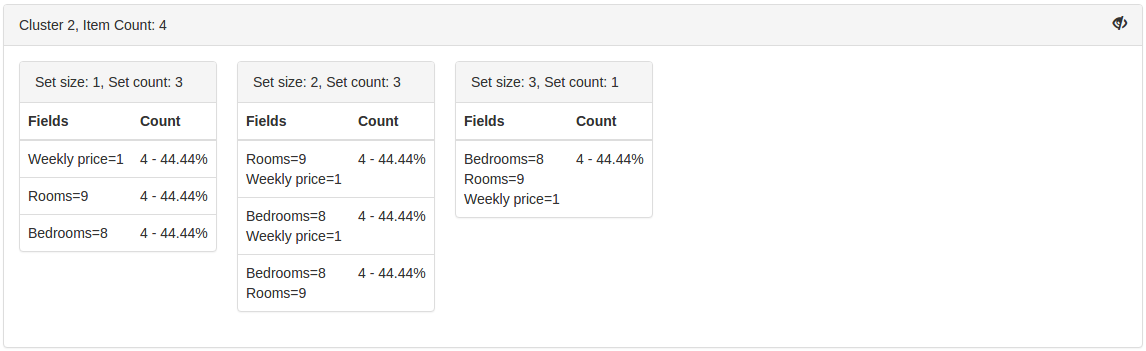 Cluster 2, Item Count: 4
Set size: 1, Set count: 3
Fields Count
Weekly price=1 4 - 44.44%
Rooms=9 4 - 44.44%
Bedrooms=8 4 - 44.44%
Set size: 2, Set count: 3
Fields Count
Rooms=9 4 - 44.44%
Weekly price=1
Bedrooms=8 4 - 44.44%
Weekly price=1
Bedrooms=8 4 - 44.44%
Rooms=9
Set size: 3, Set count: 1
Fields Count
Bedrooms=8 4 - 44.44%
Rooms=9
Weekly price=1